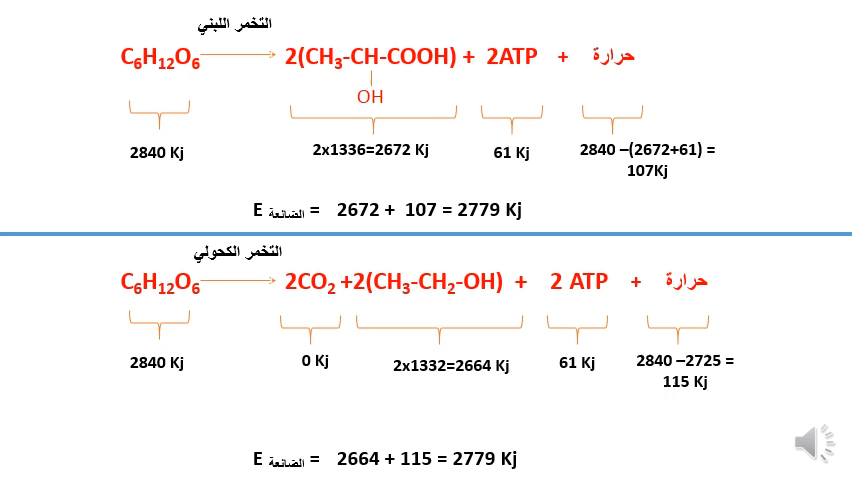 التخمر اللبني
C₆H₁₂O₆ → 2(CH₃-CH-COOH) + 2ATP + حرارة
OH
2840 Kj
2x1336=2672 Kj
61 Kj
2840 –(2672+61) =
107Kj
E الضائعة = 2672 + 107 = 2779 Kj
التخمر الكحولي
C₆H₁₂O₆ → 2CO₂ +2(CH₃-CH₂-OH) + 2 ATP + حرارة
2840 Kj
0 Kj
2x1332=2664 Kj
61 Kj
2840 –2725 =
115 Kj
E الضائعة = 2664 + 115 = 2779 Kj